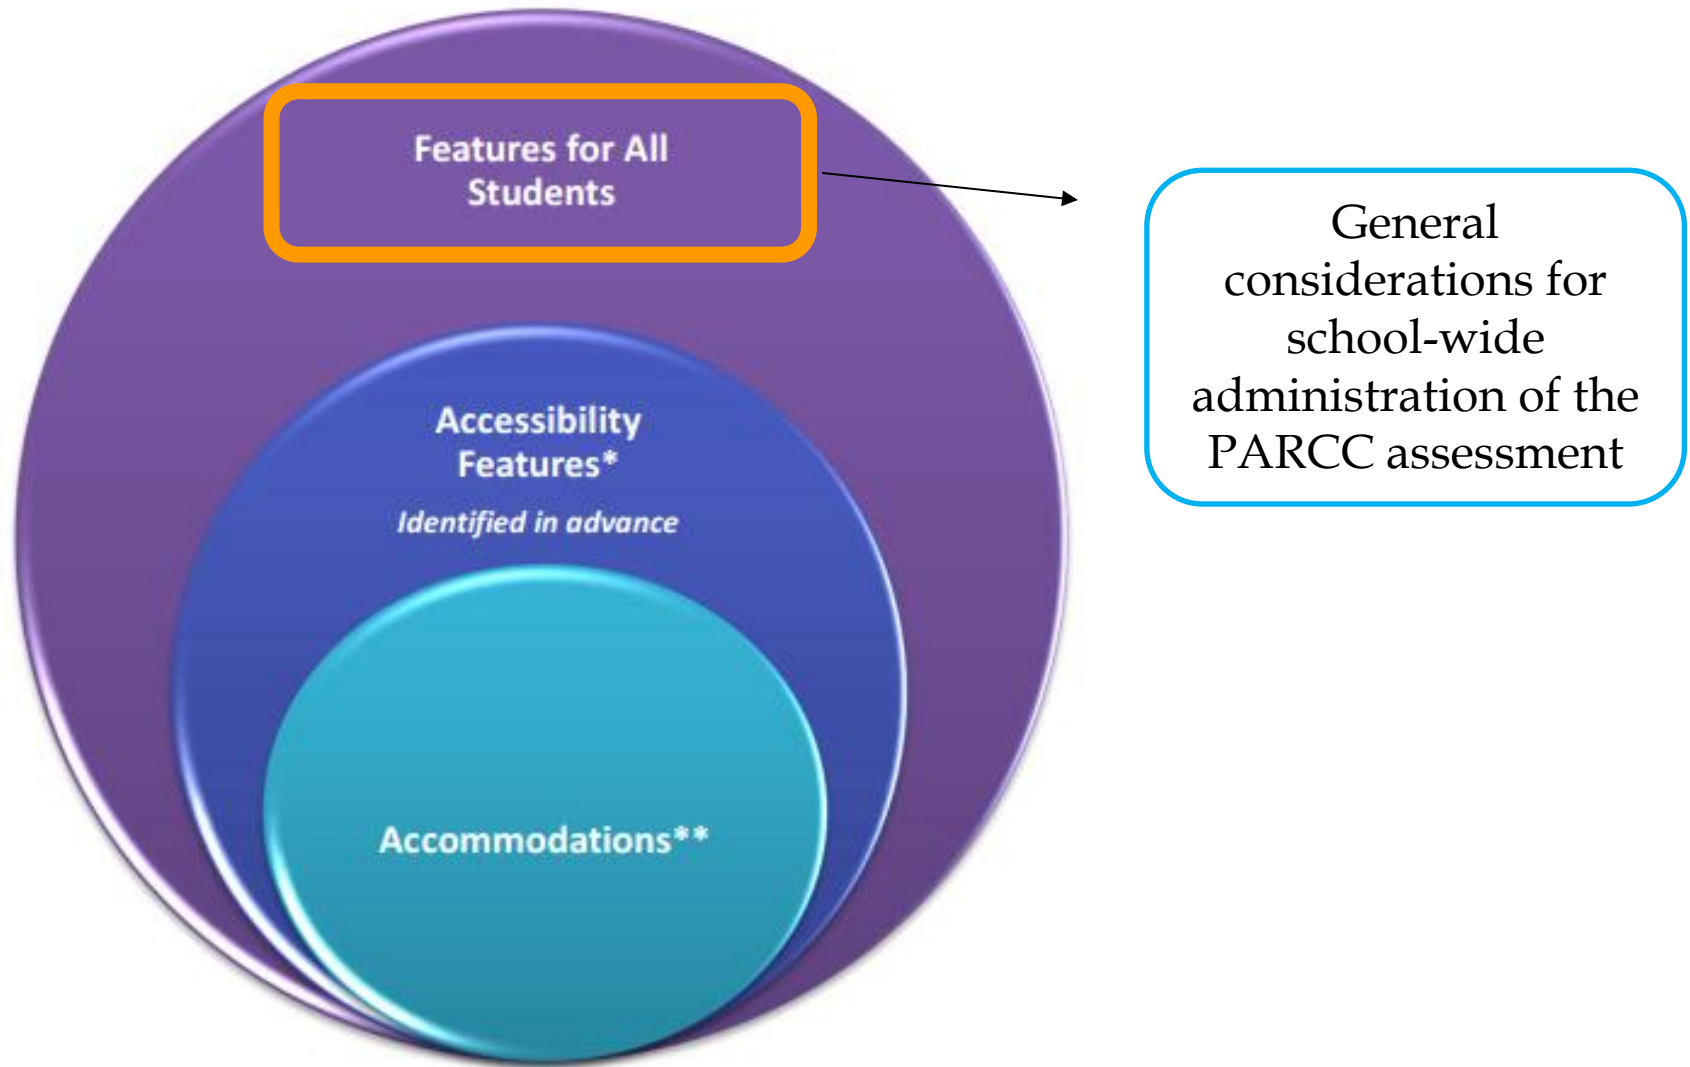 Features for All
Students
General
considerations for
school-wide
administration of the
PARCC assessment
Accessibility
Features*
Identified in advance
Accommodations**